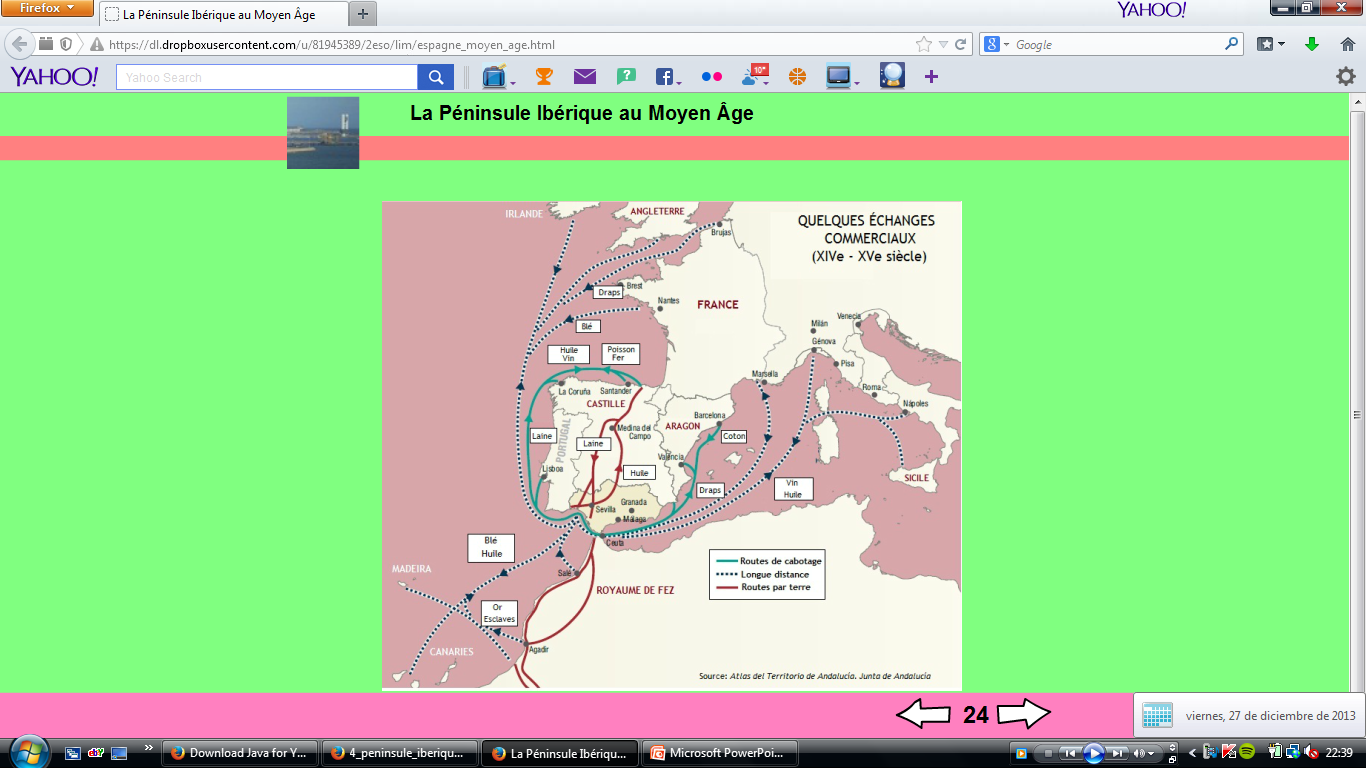 Firefox
La Péninsule Ibérique au Moyen Âge
YAHOO!
https://dl.dropboxusercontent.com/u/81945389/2eso/lim/espagne_moyen_age.html
Google
YAHOO!
Yahoo Search
10°
La Péninsule Ibérique au Moyen Âge
QUELQUES ÉCHANGES
COMMERCIAUX
(XIVe - XVe siècle)
IRLANDE
ANGLETERRE
Brujas
Draps
Brest
Nantes
FRANCE
Blé
Huile
Vin
Poisson
Fer
Milán
Venecia
Génova
Pisa
Marsella
Roma
Nápoles
La Coruña
Santander
CASTILLE
Barcelona
ARAGON
Medina del
Campo
PORTUGAL
Laine
Laine
Coton
Valencia
Lisboa
Huile
SICILE
Draps
Vin
Huile
Granada
Sevilla
Málaga
Ceuta
Blé
Huile
MADEIRA
Salé
ROYAUME DE FEZ
Routes de cabotage
Longue distance
Routes par terre
Or
Esclaves
CANARIES
Agadir
Source: Atlas del Territorio de Andalucía. Junta de Andalucía
24
viernes, 27 de diciembre de 2013
Download Java for Y...
4_peninsule_iberiqu...
La Péninsule Ibériqu...
Microsoft PowerPoi...
22:39